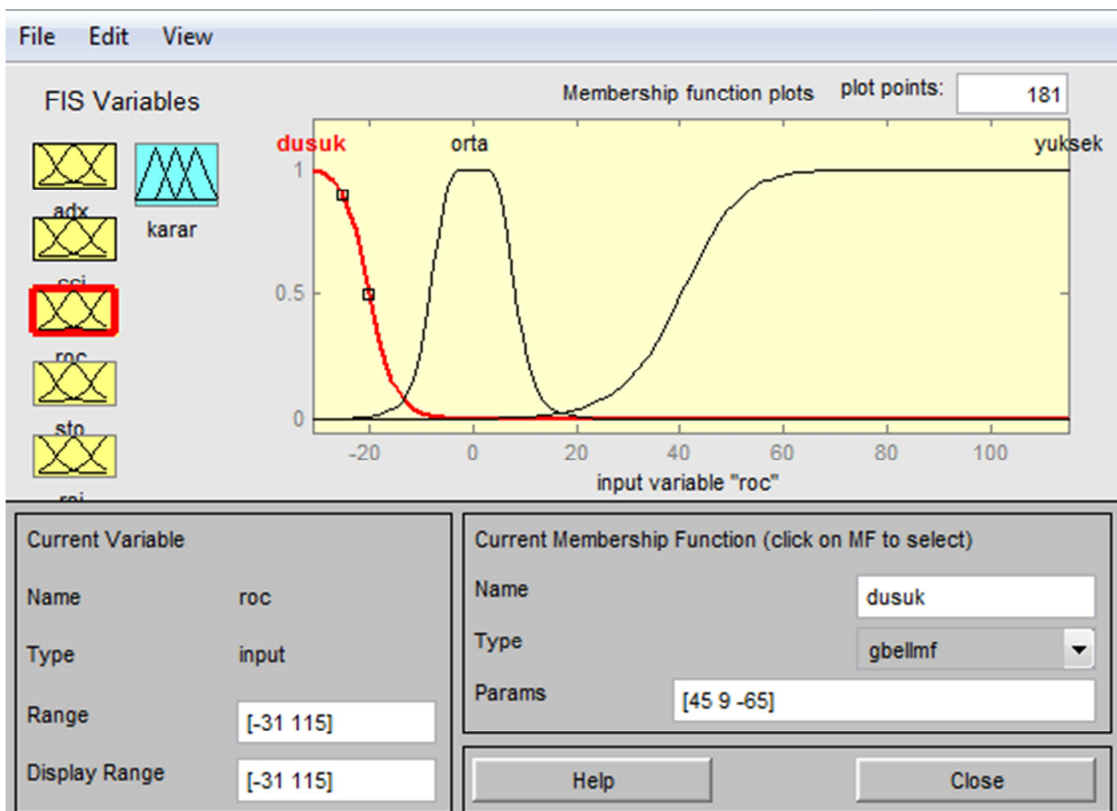 File Edit View
FIS Variables
Membership function plots plot points: 181
adx
karar
cci
roc
sto
rsi
dusuk orta yuksek
1
0.5
0
-20 0 20 40 60 80 100
input variable "roc"
Current Variable
Name roc
Type input
Range [-31 115]
Display Range [-31 115]
Current Membership Function (click on MF to select)
Name dusuk
Type gbellmf
Params [45 9 -65]
Help Close